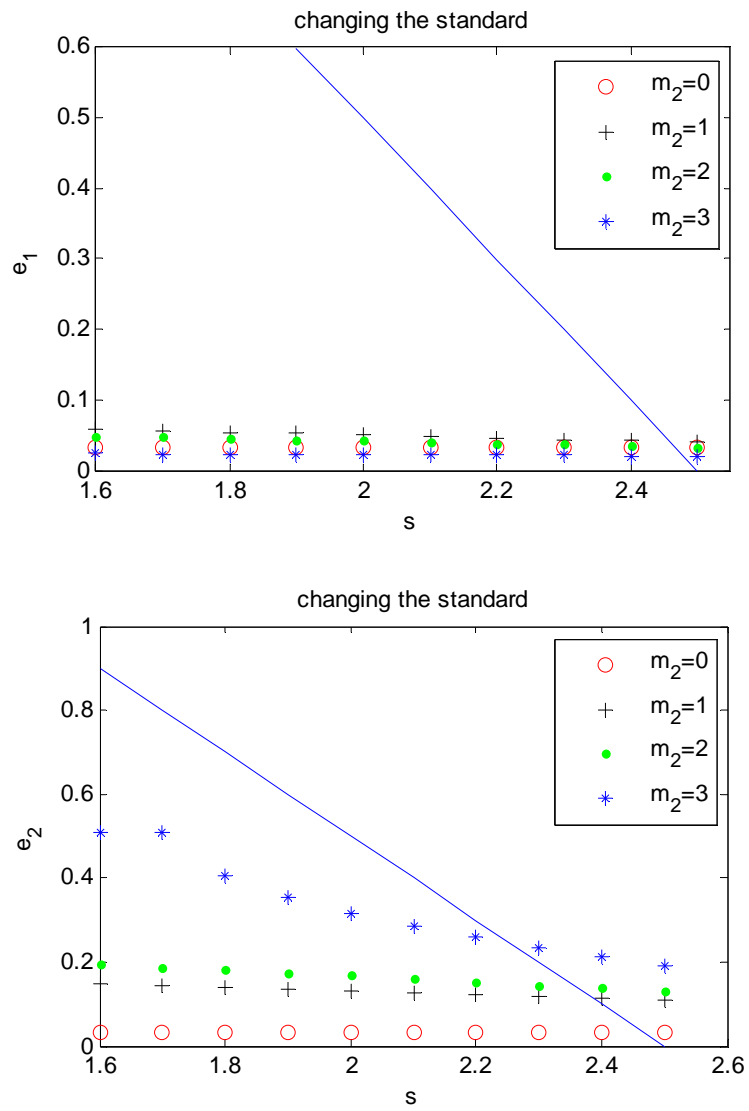 changing the standard
0.6
0.5
0.4
0.3
0.2
0.1
0
e1
m2=0
m2=1
m2=2
m2=3
1.6 1.8 2 2.2 2.4
s
changing the standard
1
0.8
0.6
0.4
0.2
0
e2
m2=0
m2=1
m2=2
m2=3
1.6 1.8 2 2.2 2.4 2.6
s